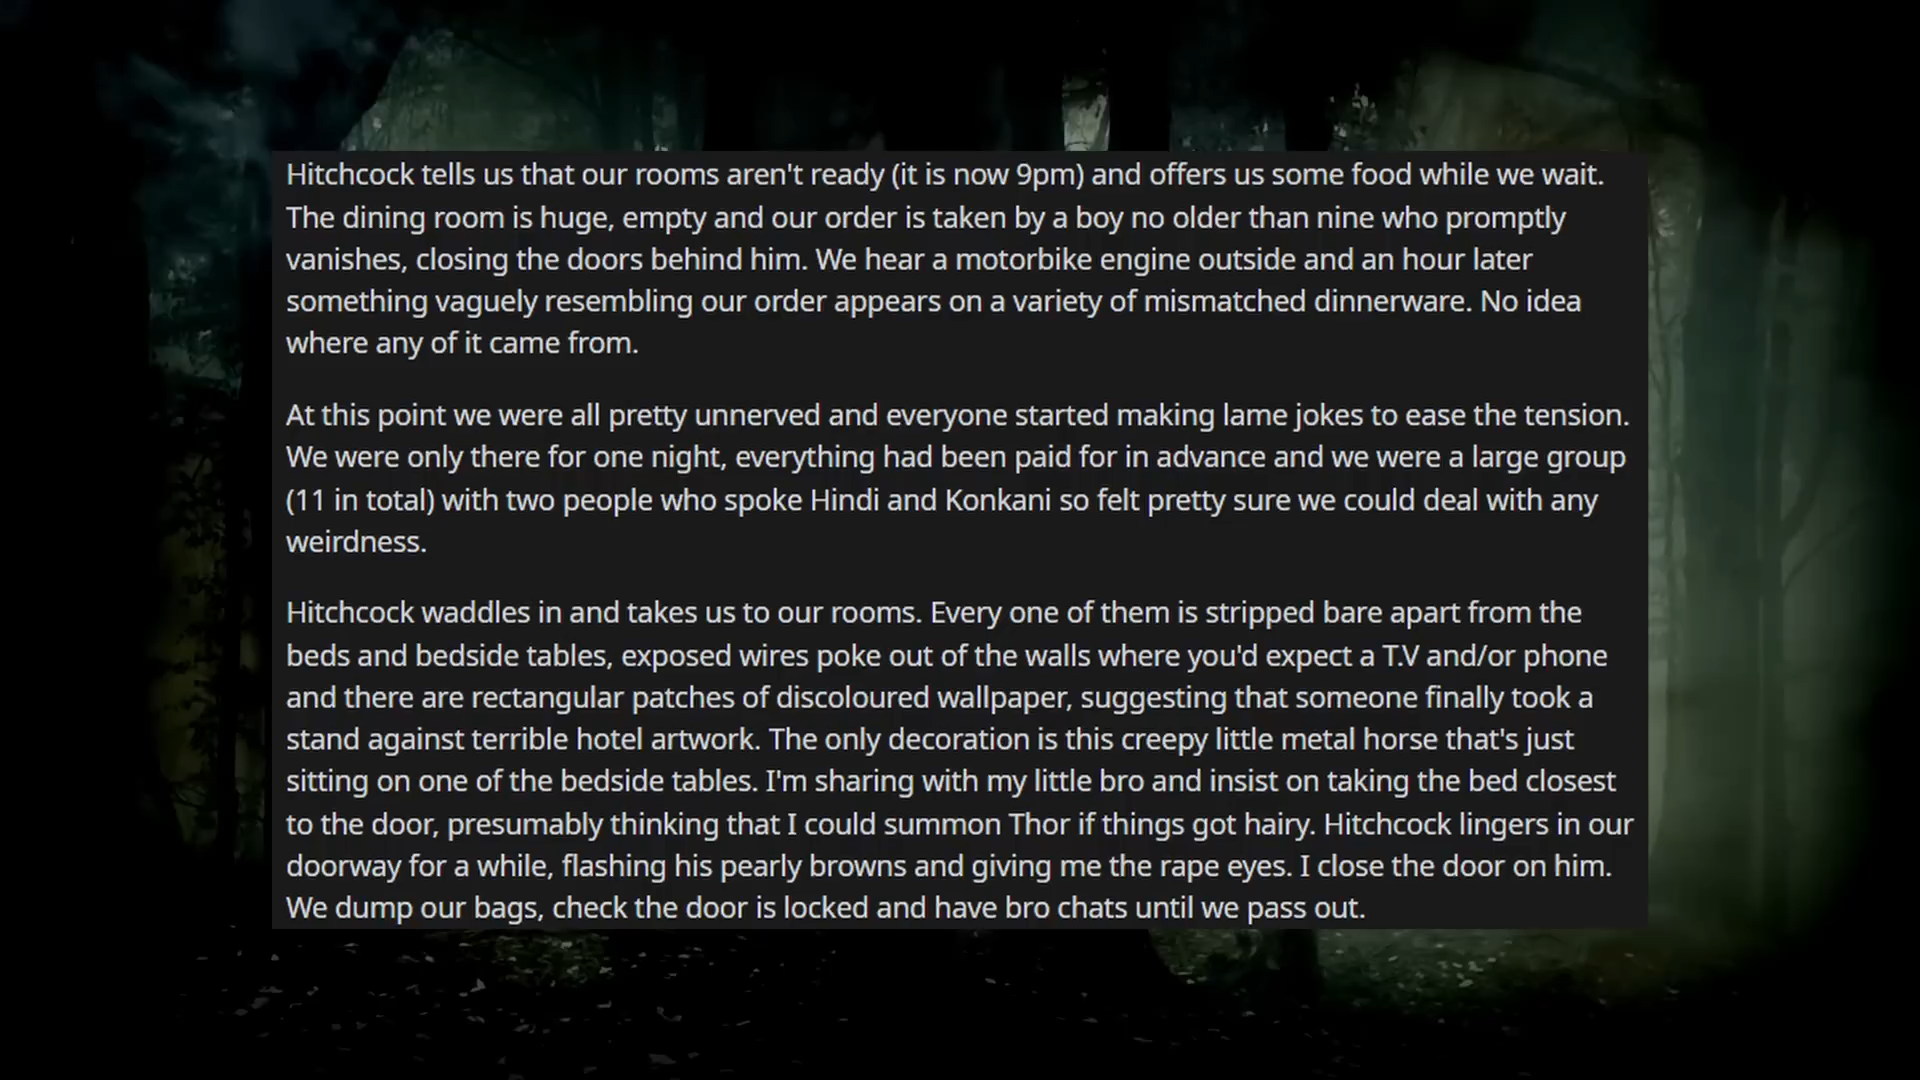 Hitchcock tells us that our rooms aren't ready (it is now 9pm) and offers us some food while we wait.
The dining room is huge, empty and our order is taken by a boy no older than nine who promptly
vanishes, closing the doors behind him. We hear a motorbike engine outside and an hour later
something vaguely resembling our order appears on a variety of mismatched dinnerware. No idea
where any of it came from.
At this point we were all pretty unnerved and everyone started making lame jokes to ease the tension.
We were only there for one night, everything had been paid for in advance and we were a large group
(11 in total) with two people who spoke Hindi and Konkani so felt pretty sure we could deal with any
weirdness.
Hitchcock waddles in and takes us to our rooms. Every one of them is stripped bare apart from the
beds and bedside tables, exposed wires poke out of the walls where you'd expect a T.V and/or phone
and there are rectangular patches of discoloured wallpaper, suggesting that someone finally took a
stand against terrible hotel artwork. The only decoration is this creepy little metal horse that's just
sitting on one of the bedside tables. I'm sharing with my little bro and insist on taking the bed closest
to the door, presumably thinking that I could summon Thor if things got hairy. Hitchcock lingers in our
doorway for a while, flashing his pearly browns and giving me the rape eyes. I close the door on him.
We dump our bags, check the door is locked and have bro chats until we pass out.